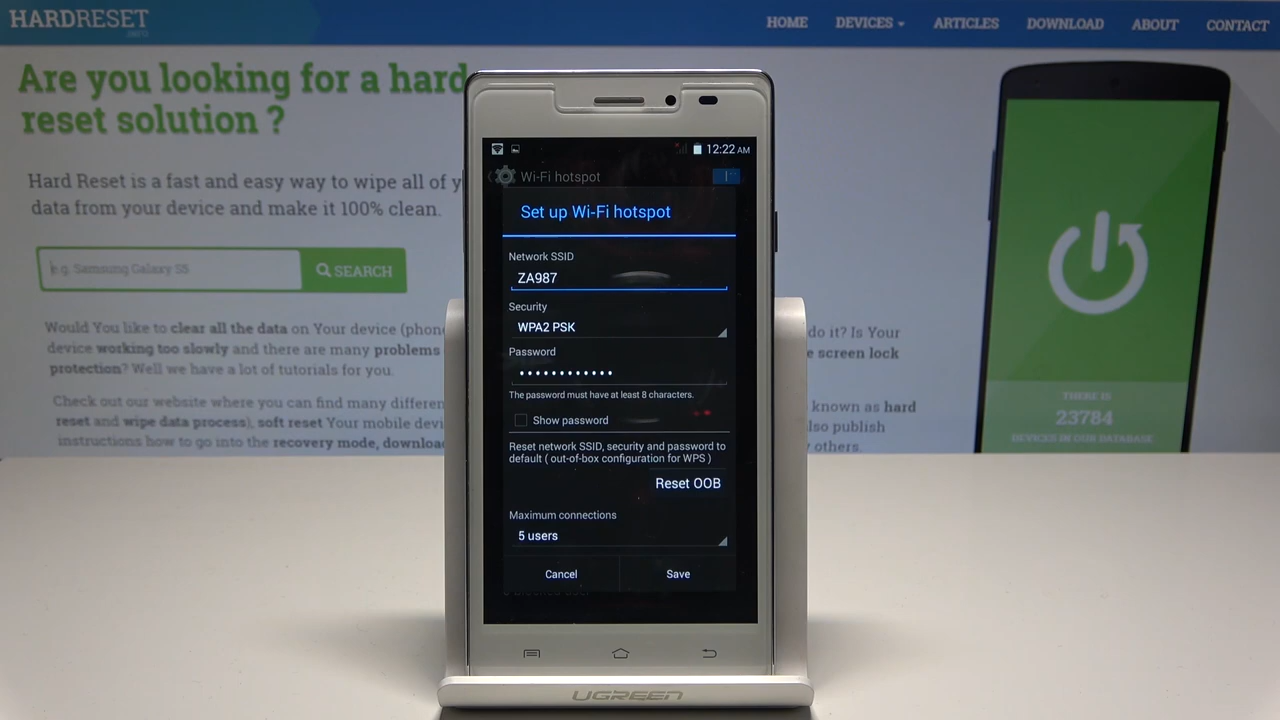 HARDRESET
.INFO
HOME
DEVICES
ARTICLES
DOWNLOAD
ABOUT
CONTACT
Are you looking for a hard
reset solution ?
Hard Reset is a fast and easy way to wipe all of y
data from your device and make it 100% clean.
e.g. Samsung Galaxy S5
SEARCH
Would You like to clear all the data on Your device (phon
device working too slowly and there are many problems
protection? Well we have a lot of tutorials for you.
Check out our website where you can find many differen
reset and wipe data process), soft reset Your mobile devi
instructions how to go into the recovery mode, downloa
12:22 AM
Wi-Fi hotspot
Set up Wi-Fi hotspot
Network SSID
ZA987
Security
WPA2 PSK
Password
••••••••••••
The password must have at least 8 characters.
Show password
Reset network SSID, security and password to
default ( out-of-box configuration for WPS )
Reset OOB
Maximum connections
5 users
Cancel
Save
UGREEN
do it? Is Your
e screen lock
known as hard
lso publish
others.
THERE IS
23784
DEVICES IN OUR DATABASE